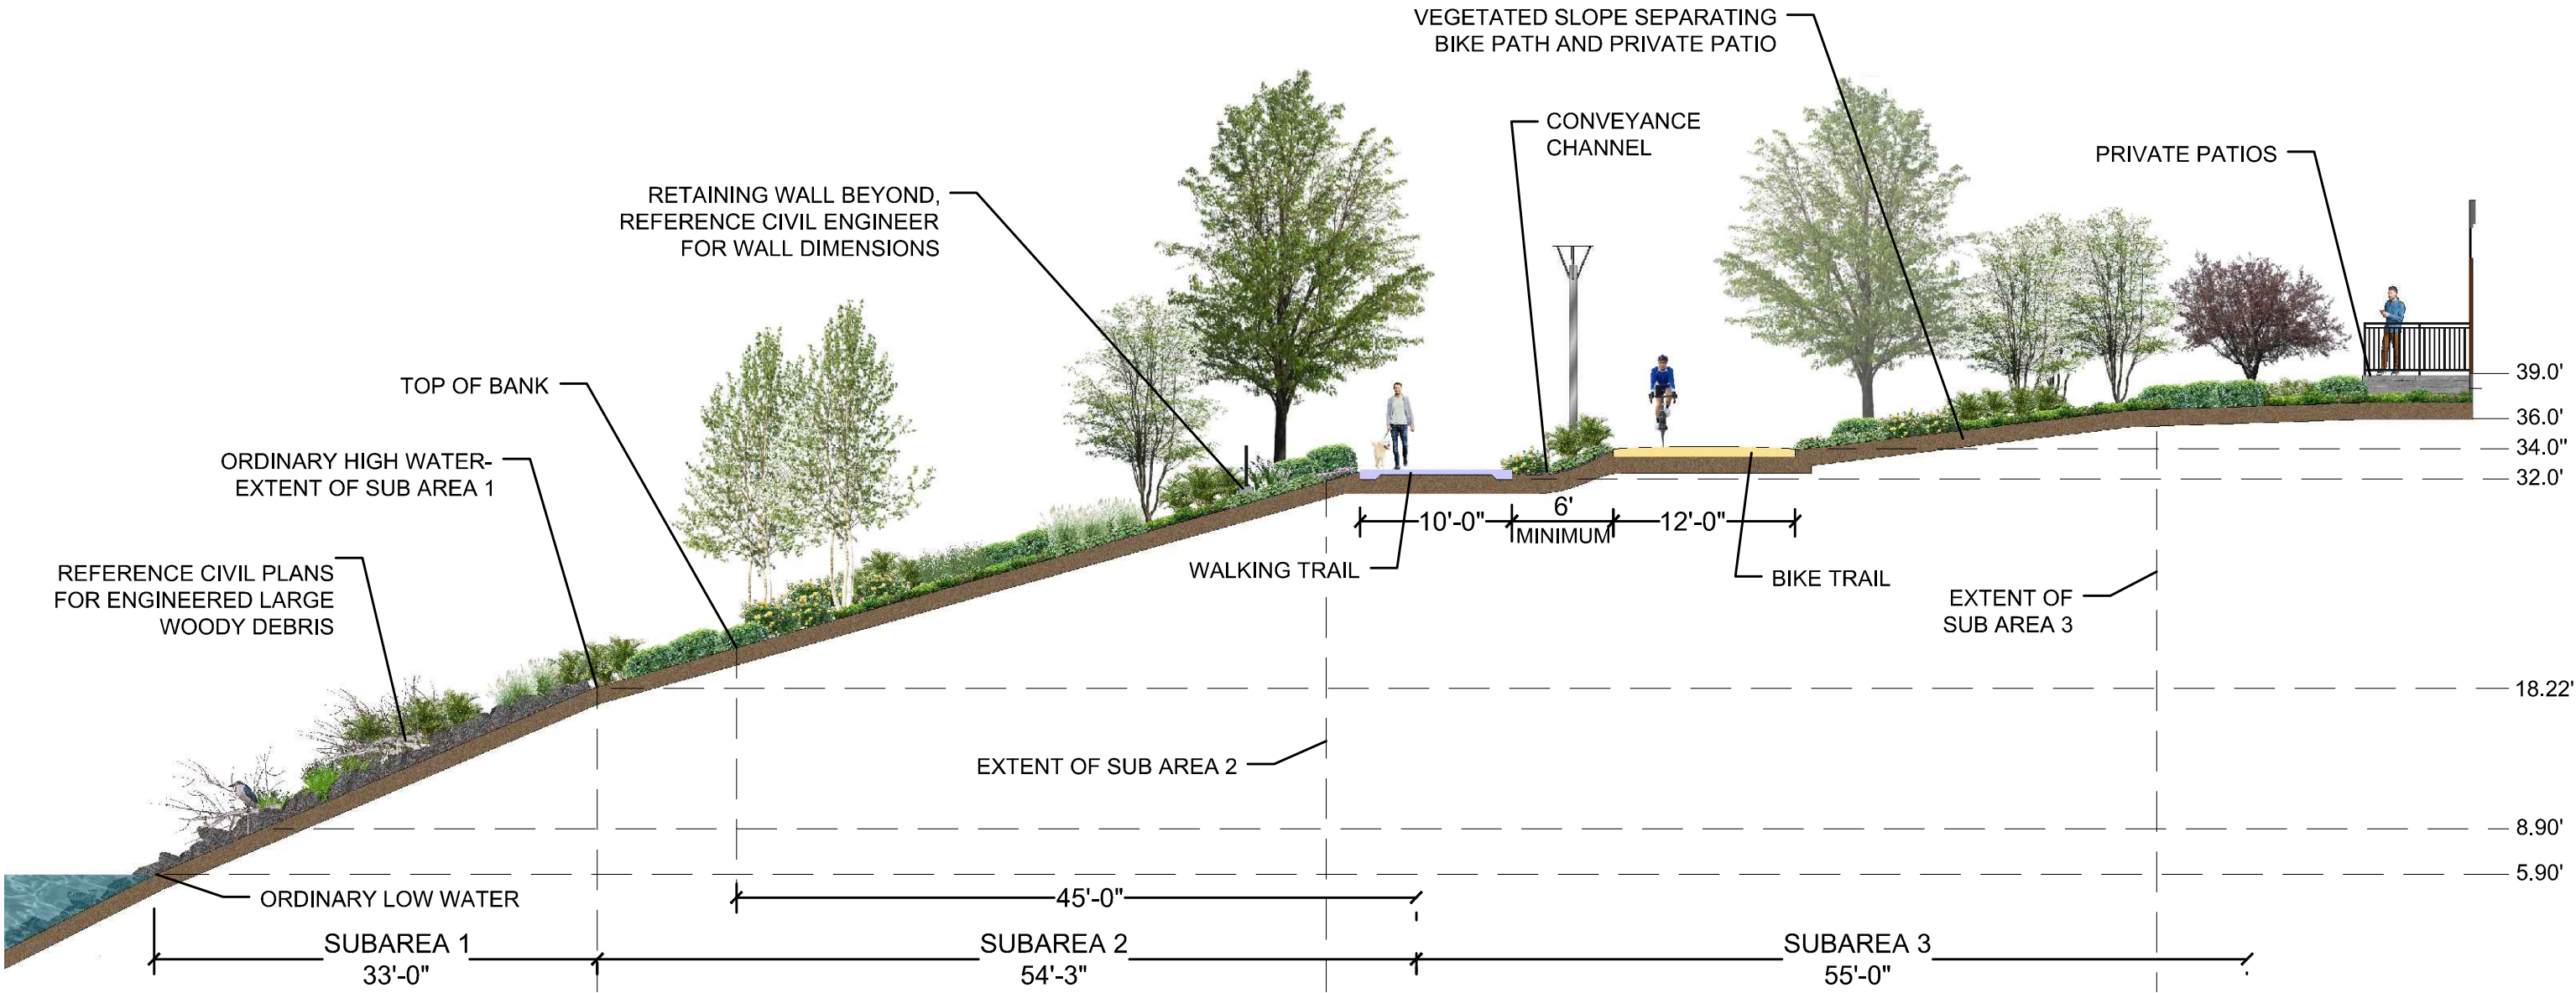 VEGETATED SLOPE SEPARATING
BIKE PATH AND PRIVATE PATIO
CONVEYANCE
CHANNEL
PRIVATE PATIOS
RETAINING WALL BEYOND,
REFERENCE CIVIL ENGINEER
FOR WALL DIMENSIONS
TOP OF BANK
ORDINARY HIGH WATER-
EXTENT OF SUB AREA 1
REFERENCE CIVIL PLANS
FOR ENGINEERED LARGE
WOODY DEBRIS
39.0'
36.0'
34.0"
32.0'
10'-0"
6'
MINIMUM
12'-0"
WALKING TRAIL
BIKE TRAIL
EXTENT OF
SUB AREA 3
18.22'
EXTENT OF SUB AREA 2
8.90'
5.90'
ORDINARY LOW WATER
45'-0"
SUBAREA 1
33'-0"
SUBAREA 2
54'-3"
SUBAREA 3
55'-0"